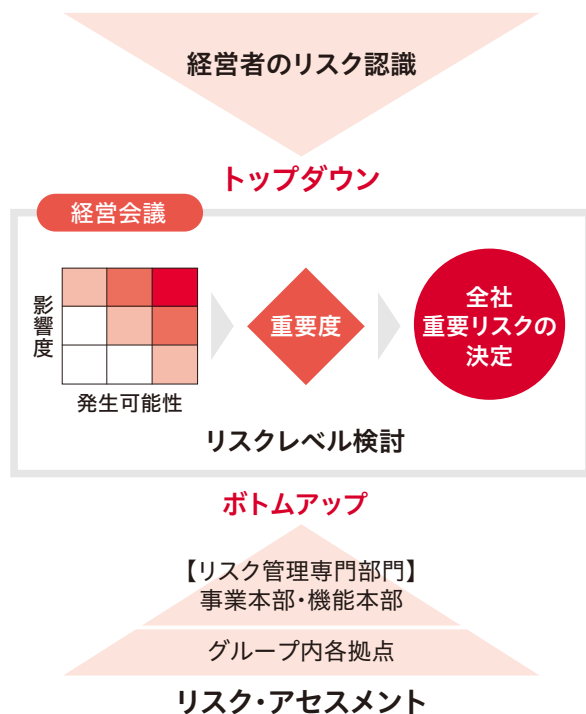 経営者のリスク認識
トップダウン
経営会議
影響度
発生可能性
重要度
全社
重要リスクの
決定
リスクレベル検討
ボトムアップ
【リスク管理専門部門】
事業本部・機能本部
グループ内各拠点
リスク・アセスメント